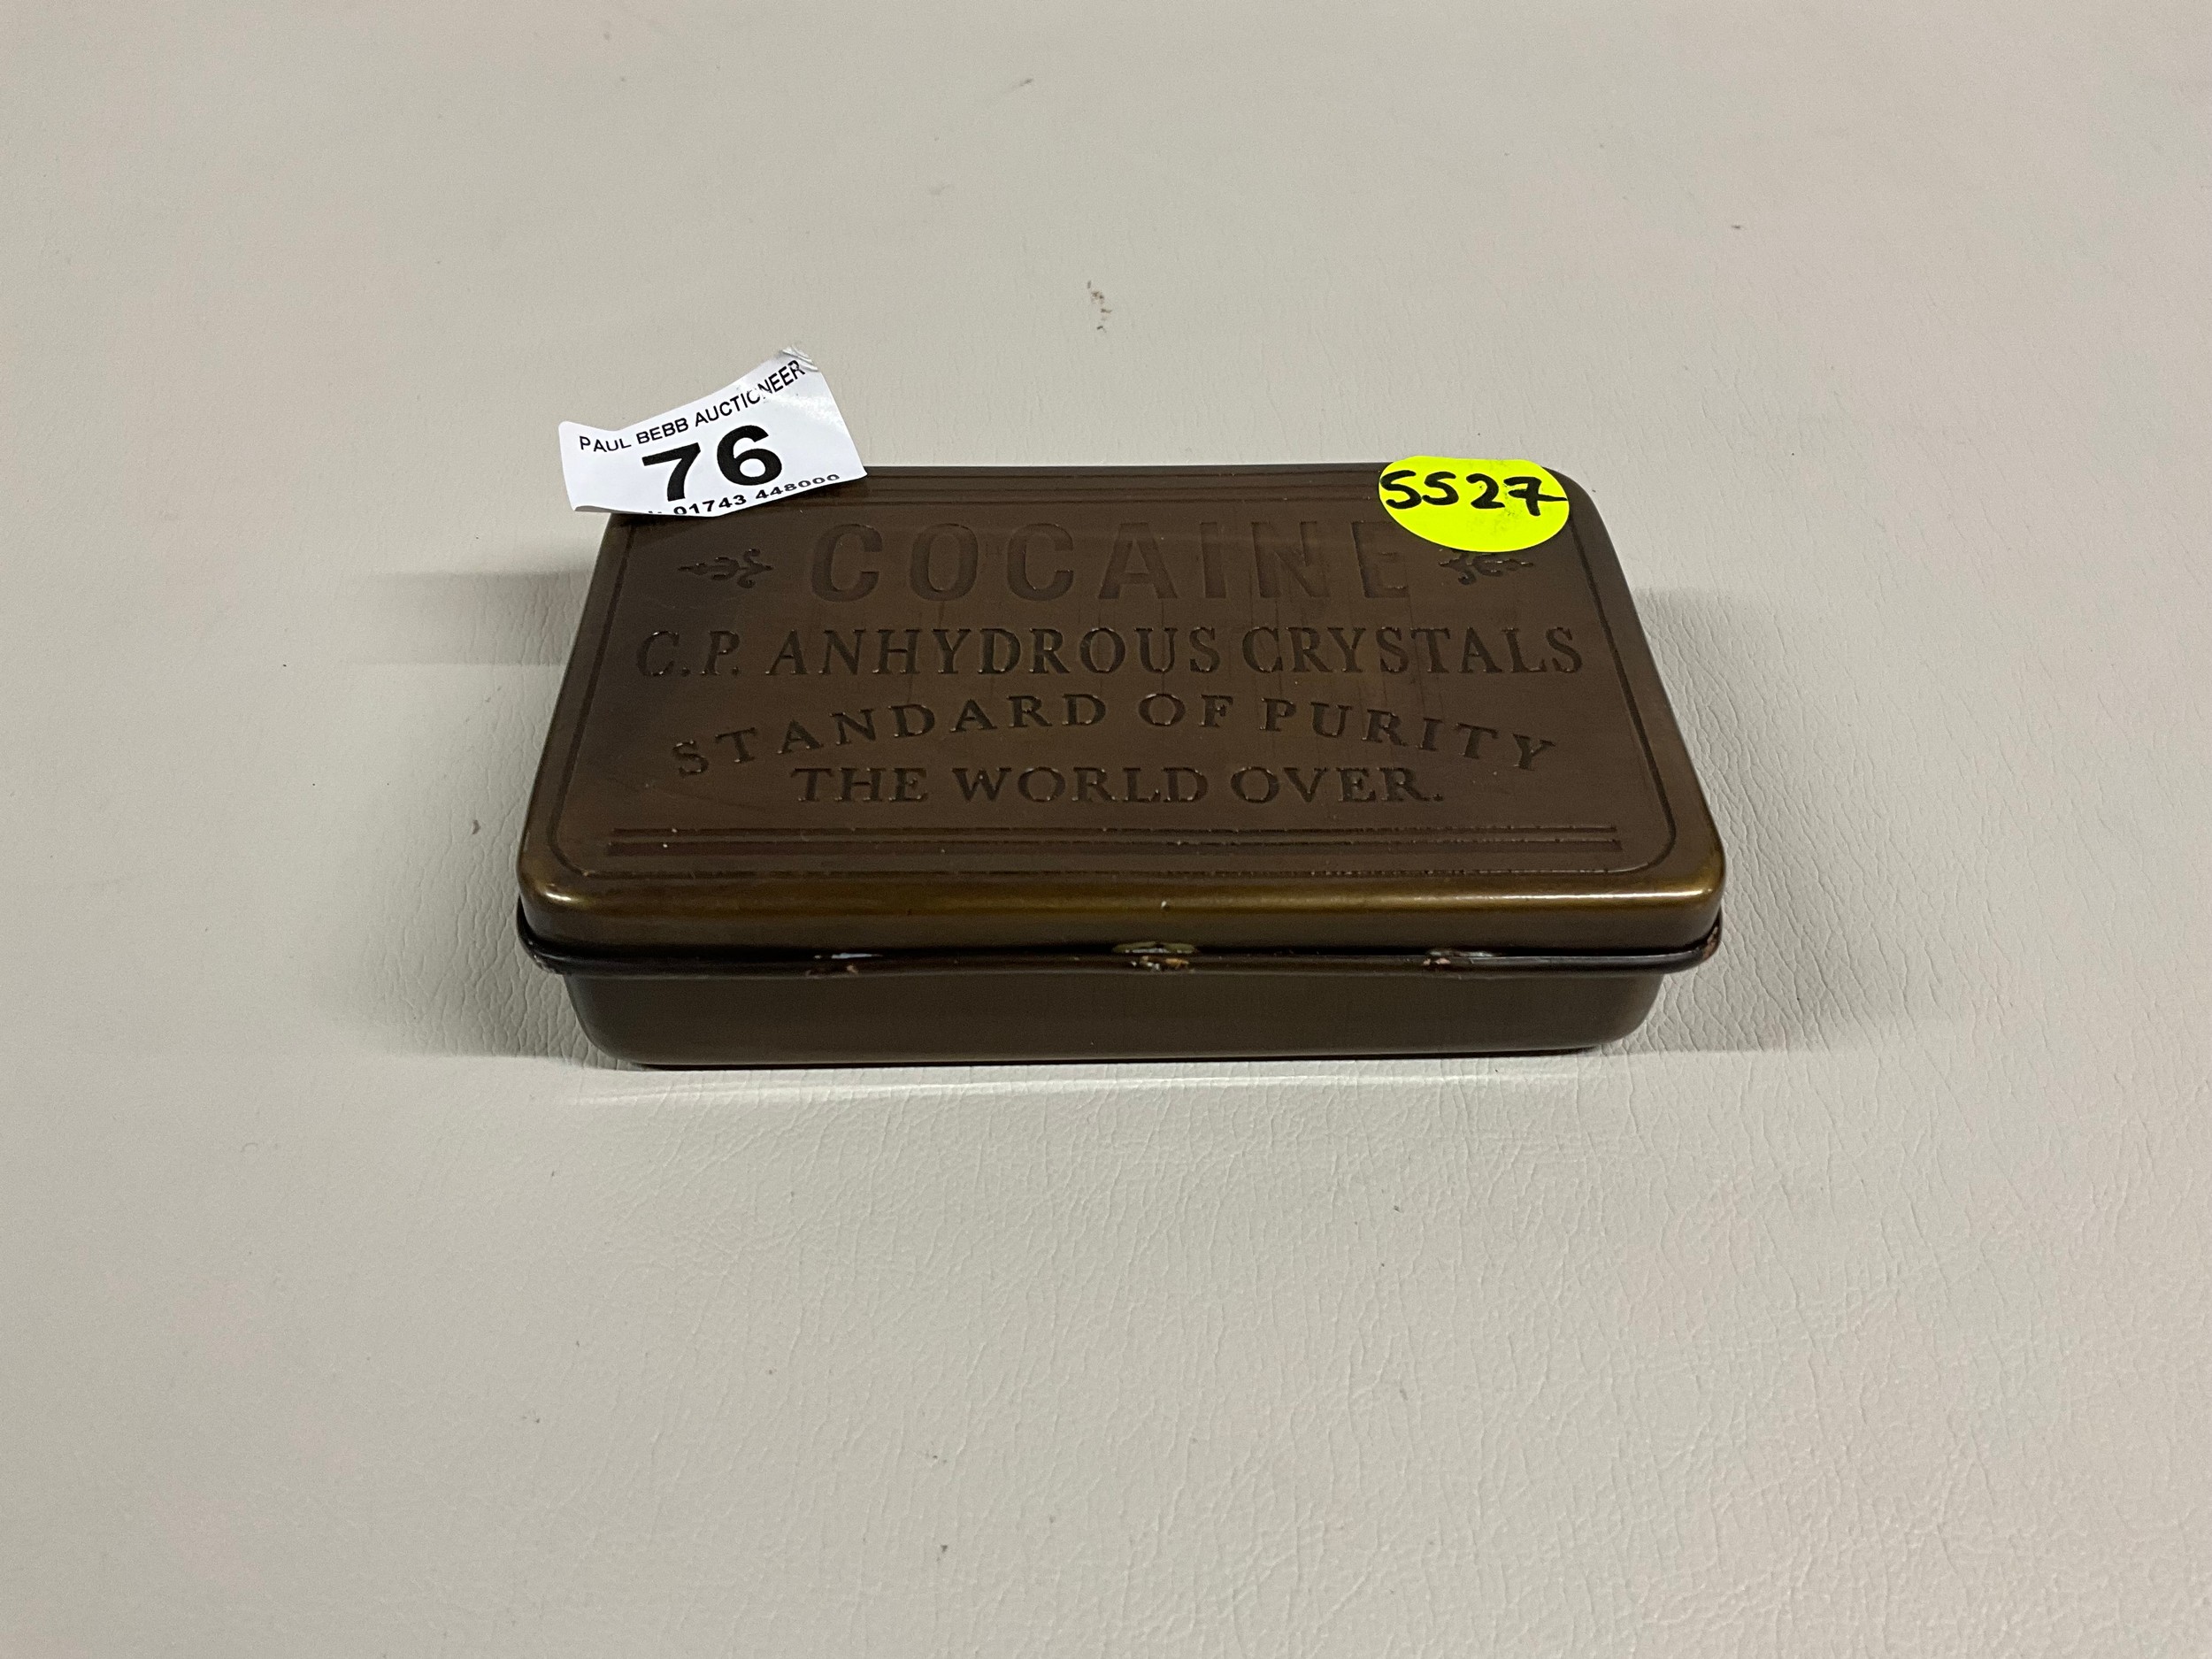 PAUL BEBB AUCTIONEER
76
01743 448000
5527
COCAINE
C.P. ANHYDROUS CRYSTALS
STANDARD OF PURITY
THE WORLD OVER.